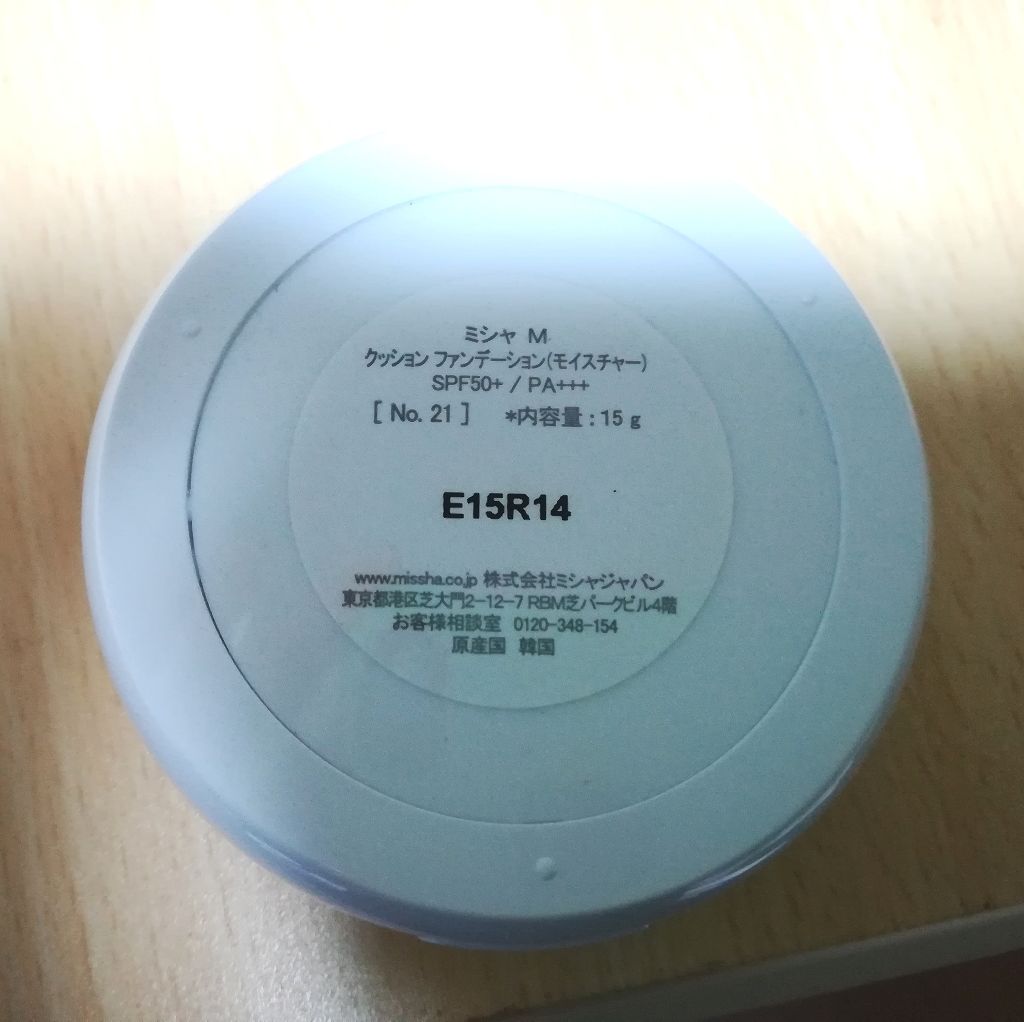 ミシャ M
クッション ファンデーション(モイスチャー)
SPF50+ / PA+++
[ No. 21 ] *内容量 : 15 g
E15R14
www.missha.co.jp 株式会社ミシャジャパン
東京都港区芝大門2-12-7 RBM芝パークビル4階
お客様相談室 0120-348-154
原産国 韓国